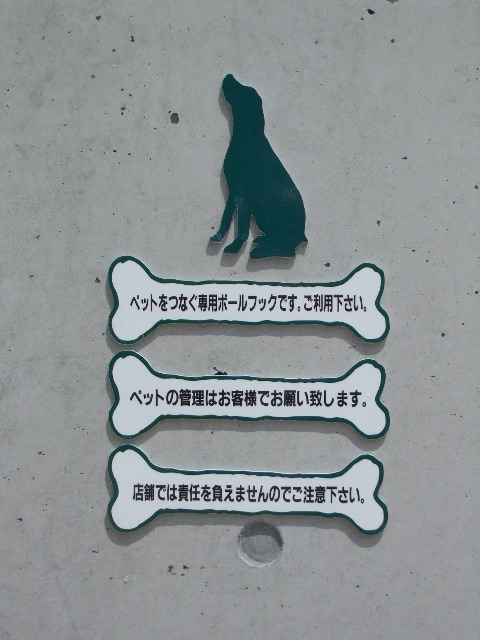 ペットをつなぐ専用ポールフックです。ご利用下さい。
ペットの管理はお客様でお願い致します。
店舗では責任を負えませんのでご注意下さい。